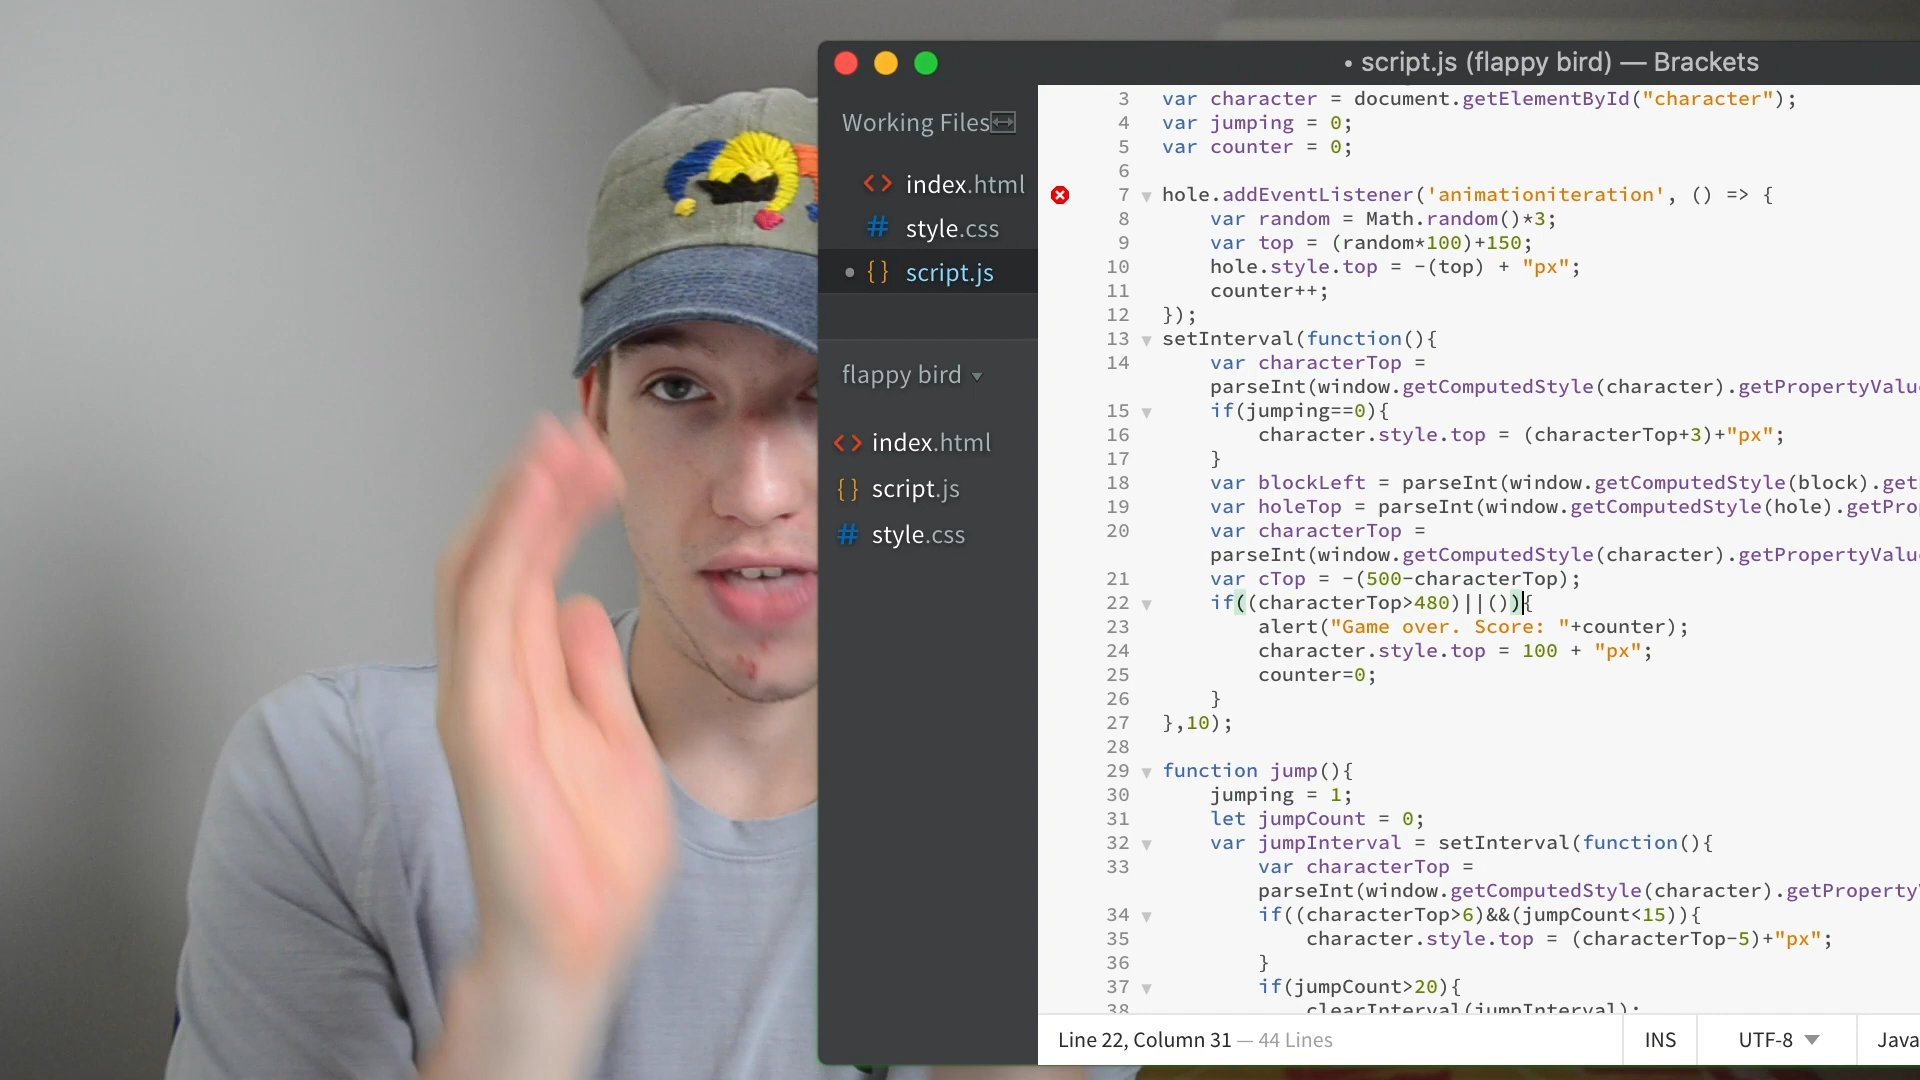 • script.js (flappy bird) — Brackets
Working Files
<> index.html
# style.css
• {} script.js
flappy bird ▾
<> index.html
{} script.js
# style.css
3 var character = document.getElementById("character");
4 var jumping = 0;
5 var counter = 0;
6
7 hole.addEventListener('animationiteration', () => {
8 var random = Math.random()*3;
9 var top = (random*100)+150;
10 hole.style.top = -(top) + "px";
11 counter++;
12 });
13 setInterval(function(){
14 var characterTop =
parseInt(window.getComputedStyle(character).getPropertyValu
15 if(jumping==0){
16 character.style.top = (characterTop+3)+"px";
17 }
18 var blockLeft = parseInt(window.getComputedStyle(block).get
19 var holeTop = parseInt(window.getComputedStyle(hole).getPro
20 var characterTop =
parseInt(window.getComputedStyle(character).getPropertyValu
21 var cTop = -(500-characterTop);
22 if((characterTop>480)||()){
23 alert("Game over. Score: "+counter);
24 character.style.top = 100 + "px";
25 counter=0;
26 }
27 },10);
28
29 function jump(){
30 jumping = 1;
31 let jumpCount = 0;
32 var jumpInterval = setInterval(function(){
33 var characterTop =
parseInt(window.getComputedStyle(character).getProperty
34 if((characterTop>6)&&(jumpCount<15)){
35 character.style.top = (characterTop-5)+"px";
36 }
37 if(jumpCount>20){
38 clearInterval(jumpInterval);
Line 22, Column 31 — 44 Lines
INS
UTF-8 ▾
Java